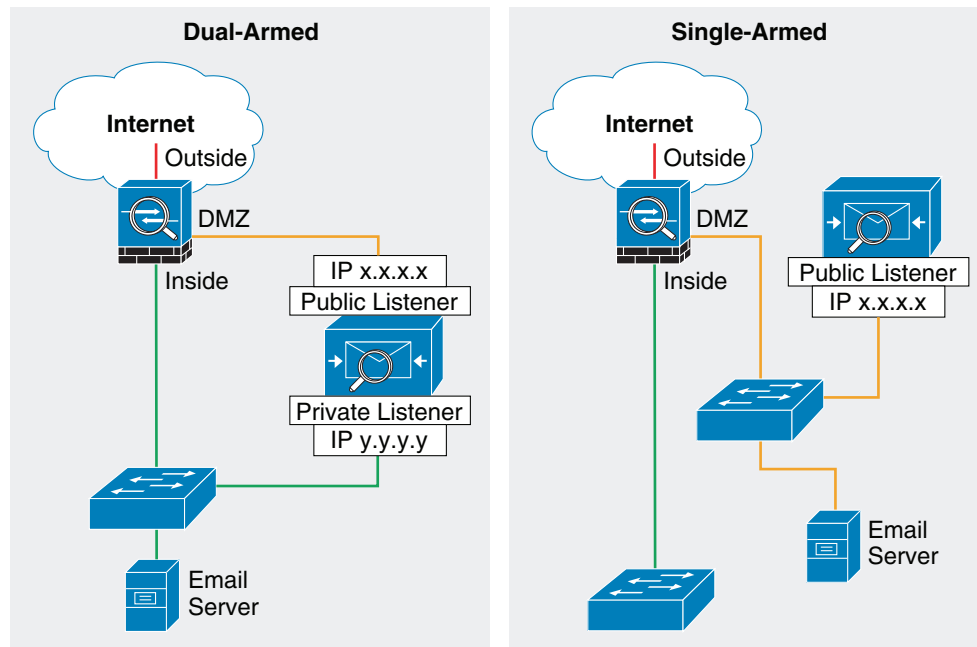 Dual-Armed
Internet
Outside
DMZ
Inside
IP x.x.x.x
Public Listener
Private Listener
IP y.y.y.y
Email
Server
Single-Armed
Internet
Outside
DMZ
Inside
Public Listener
IP x.x.x.x
Email
Server